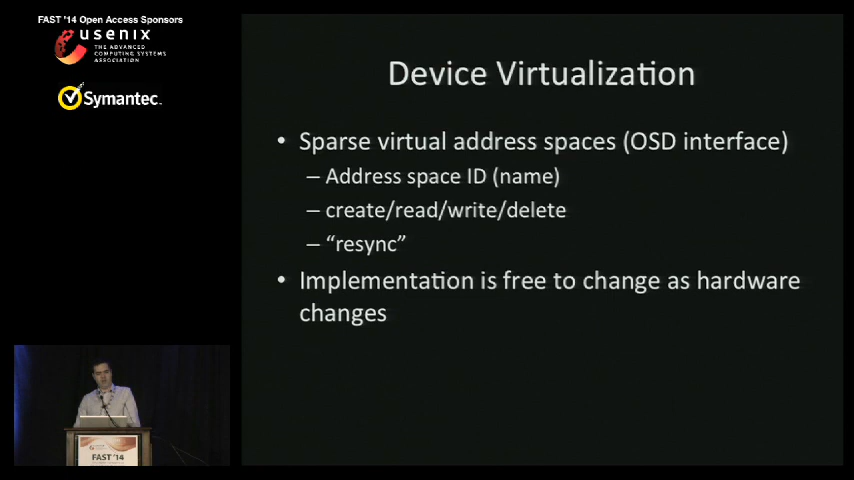 FAST '14 Open Access Sponsors
usenix
THE ADVANCED
COMPUTING SYSTEMS
ASSOCIATION
Symantec.
Device Virtualization
• Sparse virtual address spaces (OSD interface)
– Address space ID (name)
– create/read/write/delete
– “resync”
• Implementation is free to change as hardware
changes
FAST '14